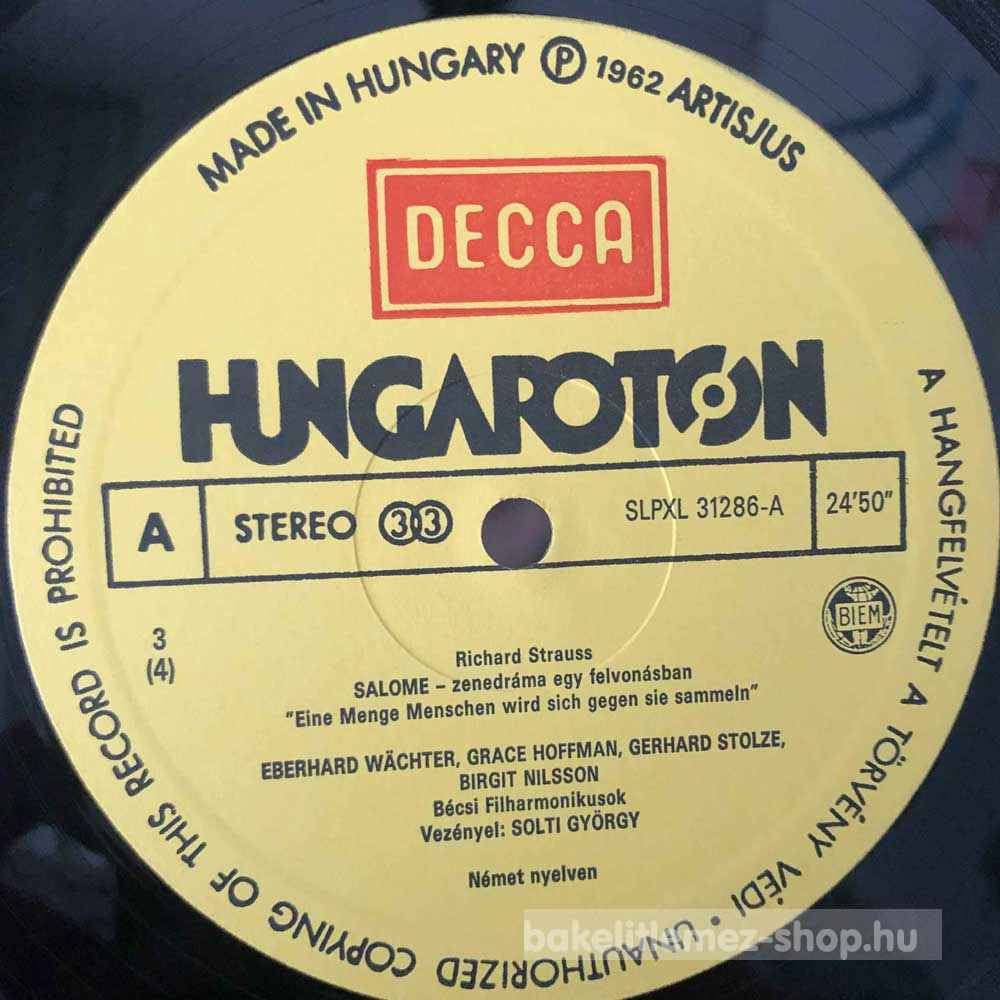 MADE IN HUNGARY Ⓟ 1962 ARTISJUS
DECCA
HUNGAROTON
A
STEREO 33
SLPXL 31286-A
24'50"
BIEM
3
(4)
Richard Strauss
SALOME – zenedráma egy felvonásban
"Eine Menge Menschen wird sich gegen sie sammeln"
EBERHARD WÄCHTER, GRACE HOFFMAN, GERHARD STOLZE,
BIRGIT NILSSON
Bécsi Filharmonikusok
Vezényel: SOLTI GYÖRGY
Német nyelven
A HANGFELVÉTELT A TÖRVÉNY VÉDI • UNAUTHORIZED COPYING OF THIS RECORD IS PROHIBITED
bakelitlemez-shop.hu